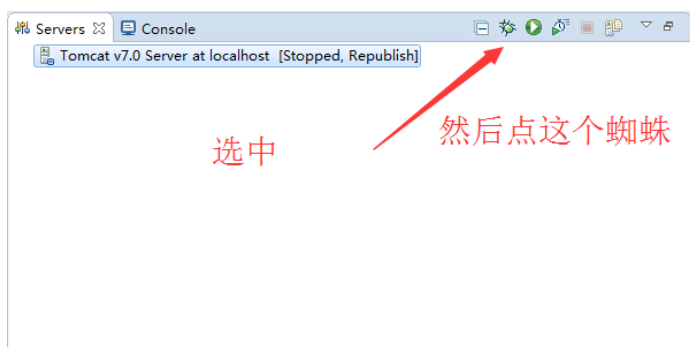 Servers Console
Tomcat v7.0 Server at localhost [Stopped, Republish]
然后点这个蜘蛛
选中